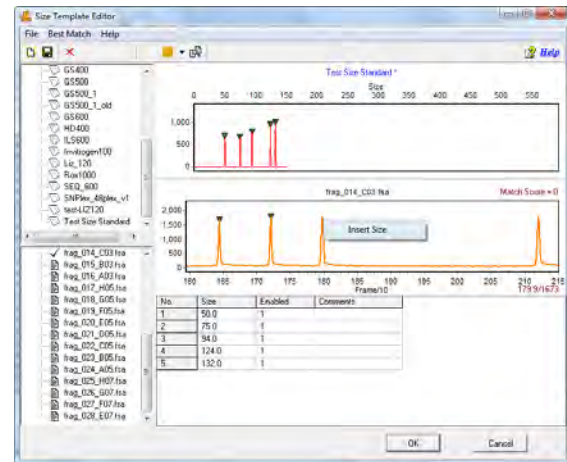 Size Template Editor
File Best Match Help
Help
GS400
GS500
GS500_1
GS500_1_old
GS600
HD400
ILS600
Invitrogen100
Liz_120
Rox1000
SEQ_600
SNPlex_48plex_v1
test-LIZ120
Test Size Standard
frag_014_C03.fsa
frag_015_B03.fsa
frag_016_A03.fsa
frag_017_H05.fsa
frag_018_G05.fsa
frag_019_F05.fsa
frag_020_E05.fsa
frag_021_D05.fsa
frag_022_C05.fsa
frag_023_B05.fsa
frag_024_A05.fsa
frag_025_H07.fsa
frag_026_G07.fsa
frag_027_F07.fsa
frag_028_E07.fsa
Test Size Standard *
Size
0 50 100 150 200 250 300 350 400 450 500 550
1,000
500
0
frag_014_C03.fsa Match Score = 0
2,000
1,500
1,000
500
0
Insert Size
160 165 170 175 180 185 190 195 200 205 210 215
Frame/10 179.9/1673
No. Size Enabled Comments
1 50.0 1
2 75.0 1
3 94.0 1
4 124.0 1
5 132.0 1
OK Cancel